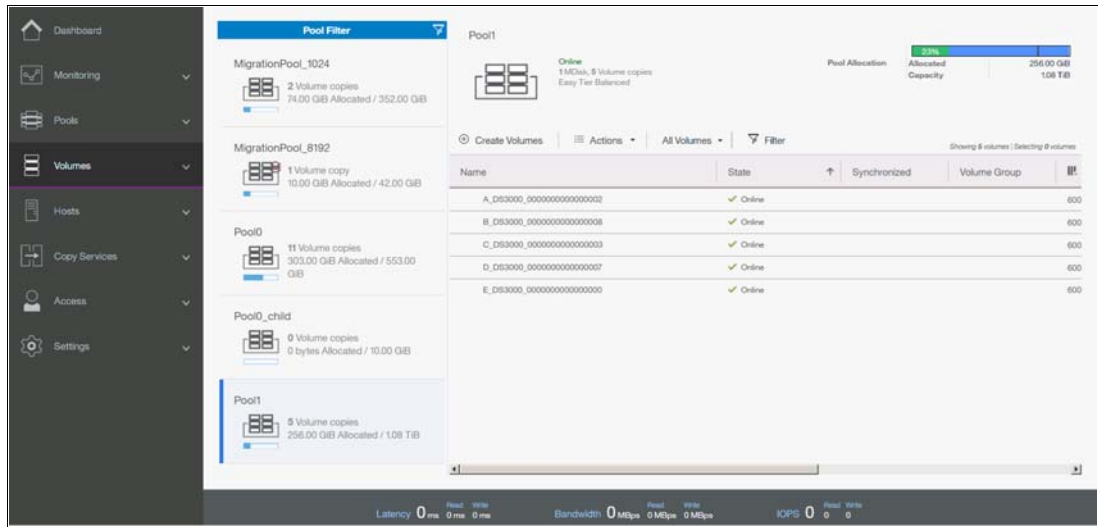 Dashboard
Monitoring
Pools
Volumes
Hosts
Copy Services
Access
Settings
Pool Filter
MigrationPool_1024
2 Volume copies
74.00 GiB Allocated / 352.00 GiB
MigrationPool_8192
1 Volume copy
10.00 GiB Allocated / 42.00 GiB
Pool0
11 Volume copies
303.00 GiB Allocated / 553.00
GiB
Pool0_child
0 Volume copies
0 bytes Allocated / 10.00 GiB
Pool1
5 Volume copies
256.00 GiB Allocated / 1.08 TiB
Pool1
Online
1 MDisk, 5 Volume copies
Easy Tier Balanced
Pool Allocation
23%
Allocated 256.00 GiB
Capacity 1.08 TiB
Create Volumes Actions All Volumes Filter
Showing 5 volumes | Selecting 0 volumes
Name State Synchronized Volume Group
A_DS3000_0000000000000002 Online 600
B_DS3000_0000000000000008 Online 600
C_DS3000_0000000000000003 Online 600
D_DS3000_0000000000000007 Online 600
E_DS3000_0000000000000000 Online 600
Latency 0 ms Read 0 ms Write 0 ms Bandwidth 0 MBps Read 0 MBps Write 0 MBps IOPS 0 Read 0 Write 0